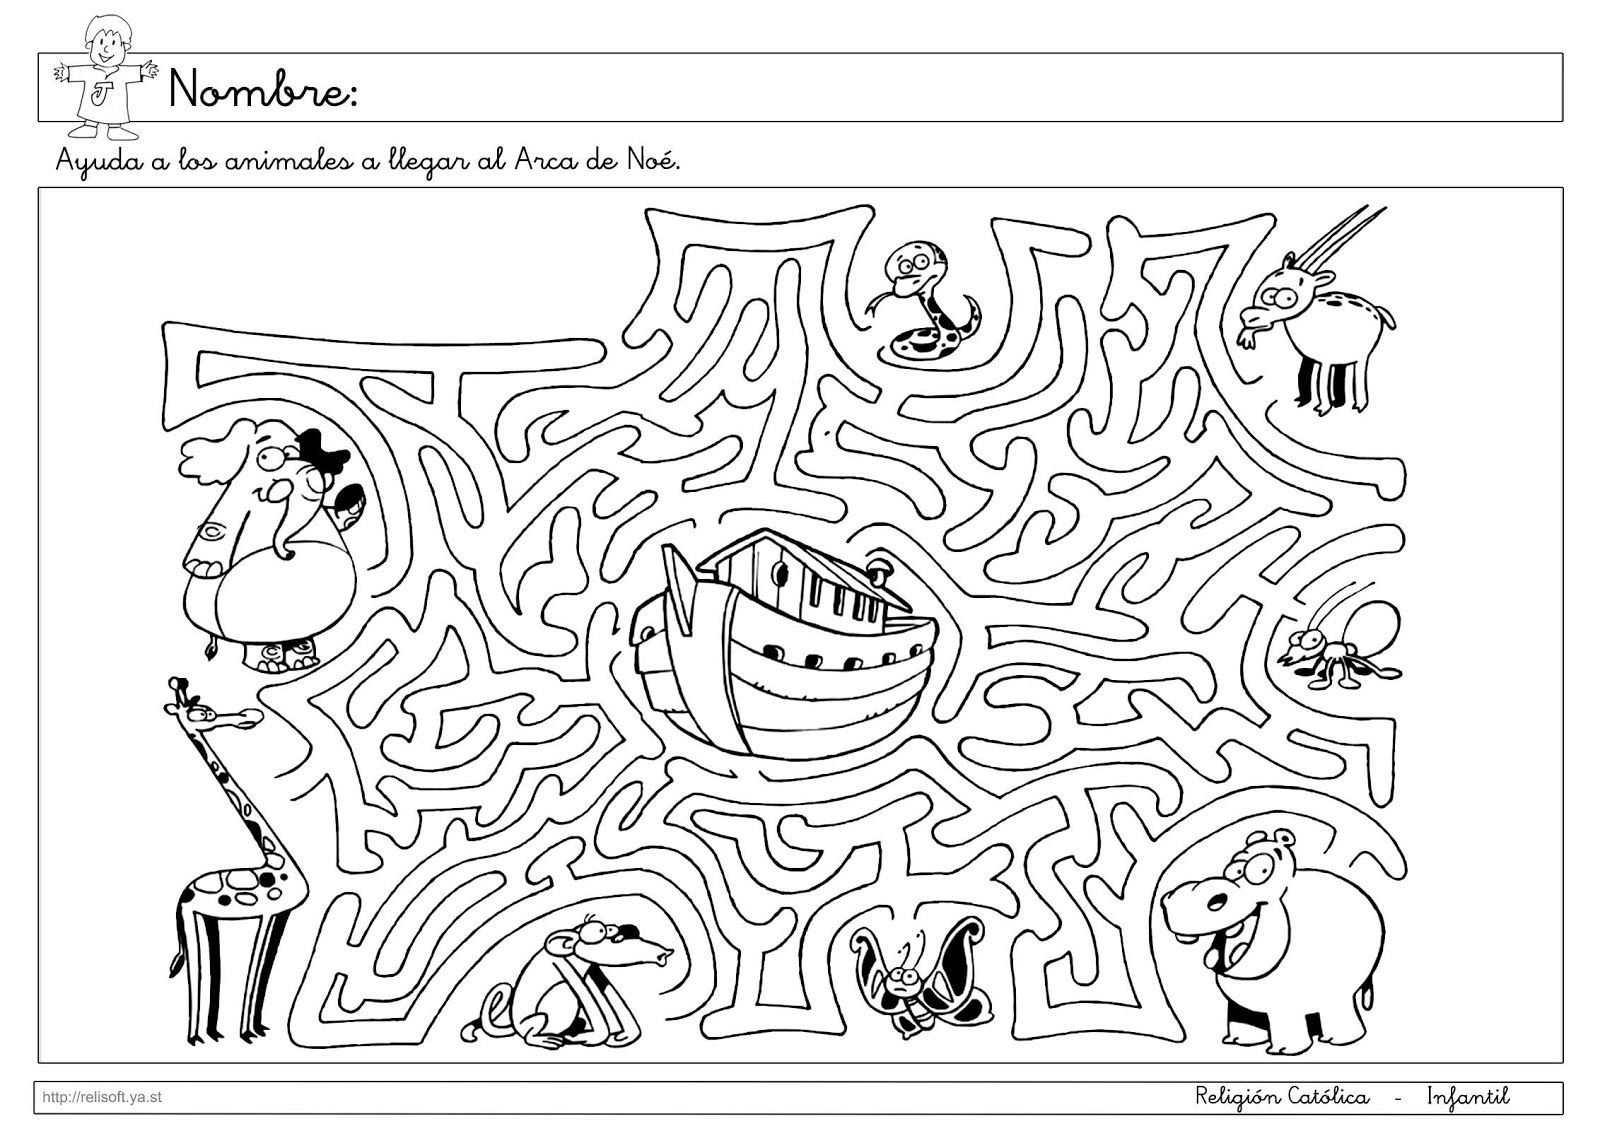 J
Nombre:
Ayuda a los animales a llegar al Arca de Noé.
http://relisoft.ya.st
Religión Católica - Infantil